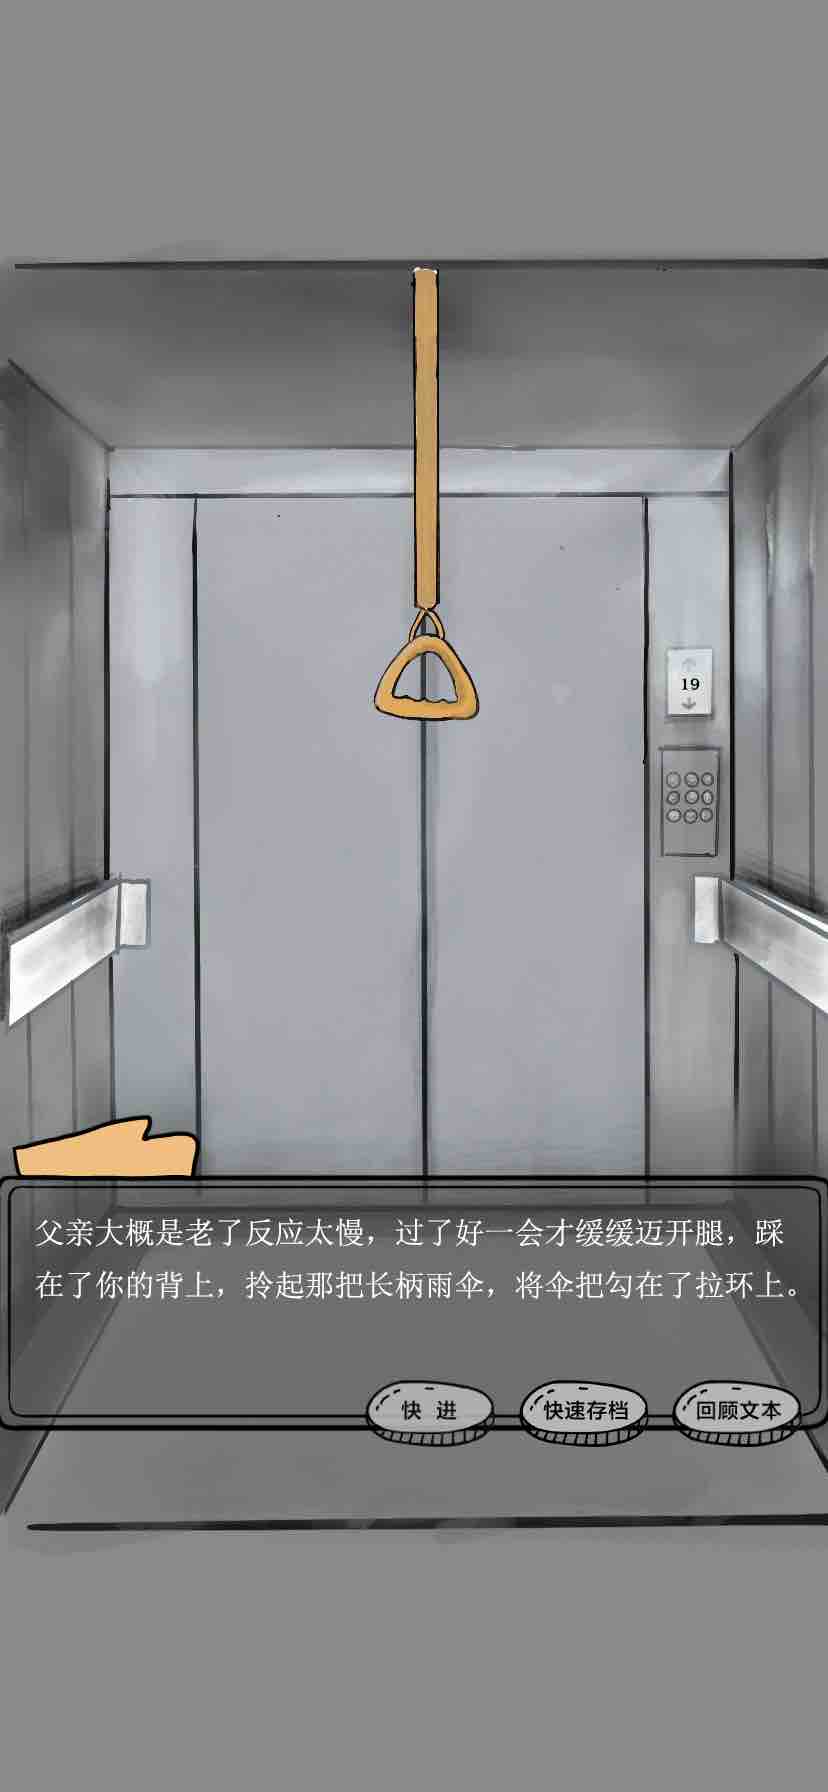 19
父亲大概是老了反应太慢，过了好一会才缓缓迈开腿，踩
在了你的背上，拎起那把长柄雨伞，将伞把勾在了拉环上。
快 进
快速存档
回顾文本